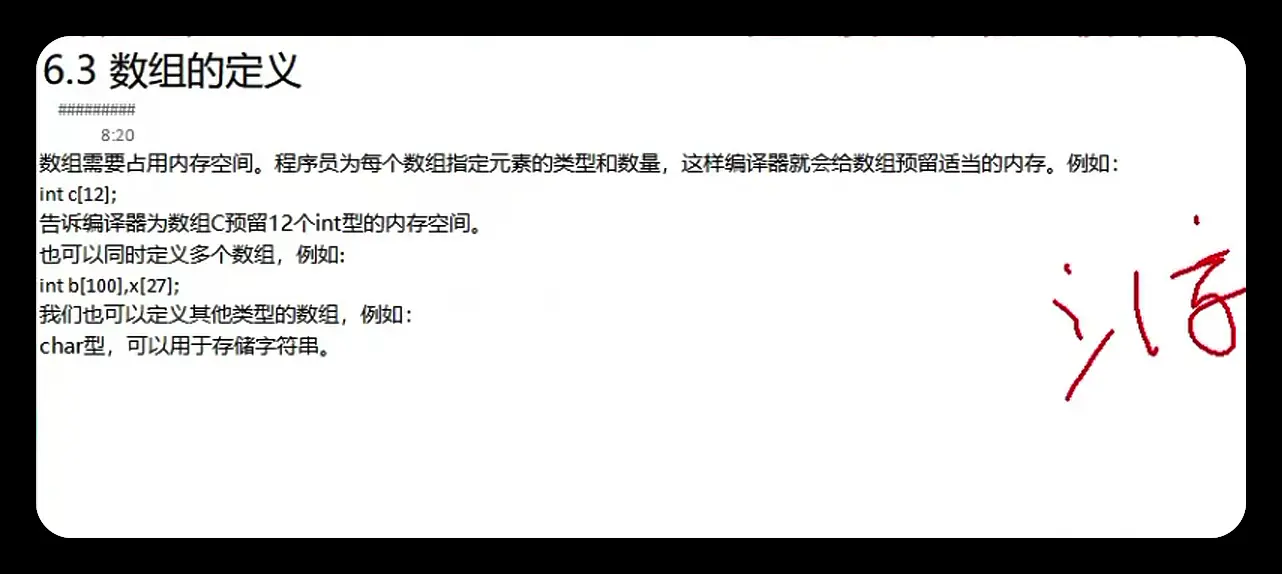 6.3 数组的定义
#########
8:20
数组需要占用内存空间。程序员为每个数组指定元素的类型和数量，这样编译器就会给数组预留适当的内存。例如：
int c[12];
告诉编译器为数组C预留12个int型的内存空间。
也可以同时定义多个数组，例如:
int b[100],x[27];
我们也可以定义其他类型的数组，例如：
char型，可以用于存储字符串。